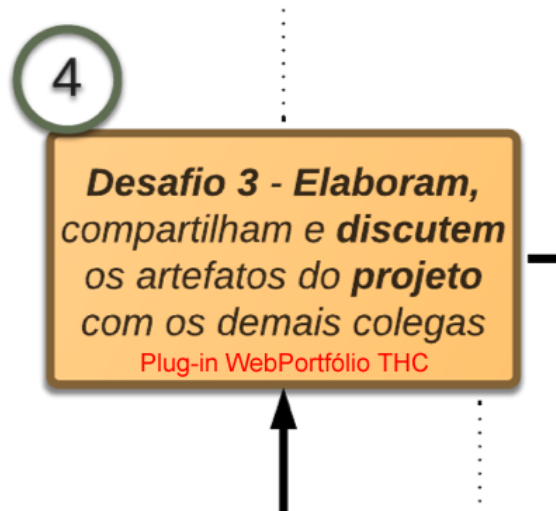 4
Desafio 3 - Elaboram,
compartilham e discutem
os artefatos do projeto
com os demais colegas
Plug-in WebPortfólio THC